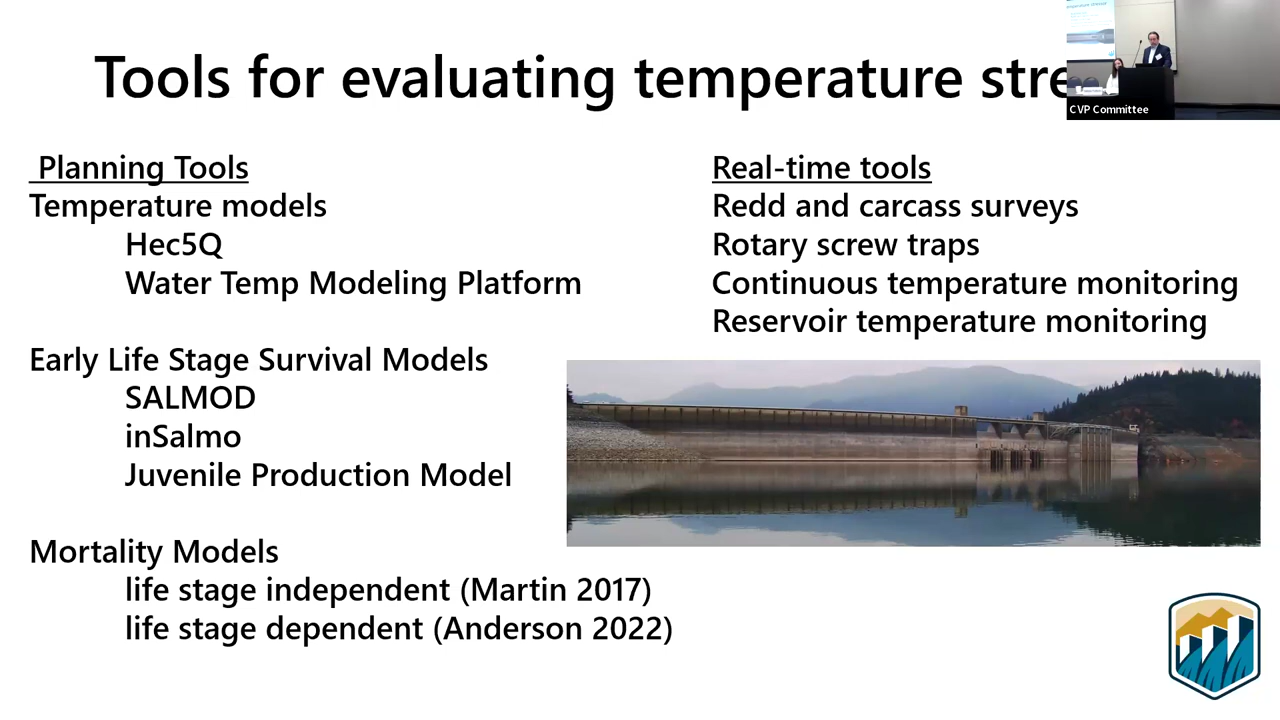 Tools for evaluating temperature stre
CVP Committee
Planning Tools
Temperature models
Hec5Q
Water Temp Modeling Platform
Early Life Stage Survival Models
SALMOD
inSalmo
Juvenile Production Model
Mortality Models
life stage independent (Martin 2017)
life stage dependent (Anderson 2022)
Real-time tools
Redd and carcass surveys
Rotary screw traps
Continuous temperature monitoring
Reservoir temperature monitoring